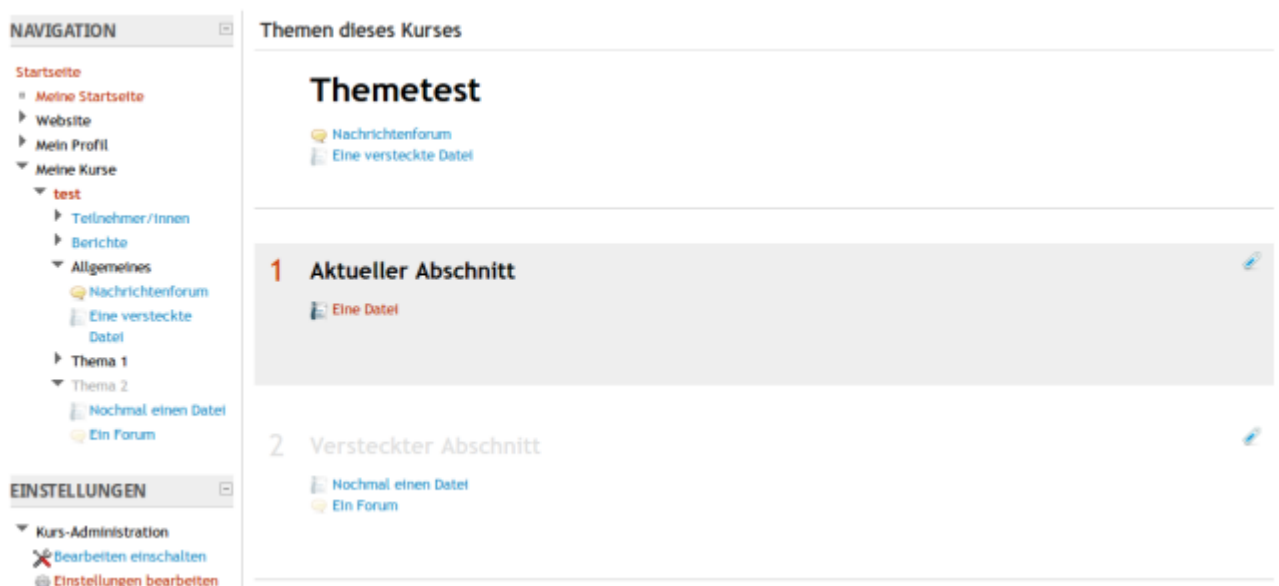 NAVIGATION
Startseite
Meine Startseite
Website
Mein Profil
Meine Kurse
test
Teilnehmer/innen
Berichte
Allgemeines
Nachrichtenforum
Eine versteckte
Datei
Thema 1
Thema 2
Nochmal einen Datei
Ein Forum
EINSTELLUNGEN
Kurs-Administration
Bearbeiten einschalten
Einstellungen bearbeiten
Themen dieses Kurses
Themetest
Nachrichtenforum
Eine versteckte Datei
1 Aktueller Abschnitt
Eine Datei
2 Versteckter Abschnitt
Nochmal einen Datei
Ein Forum